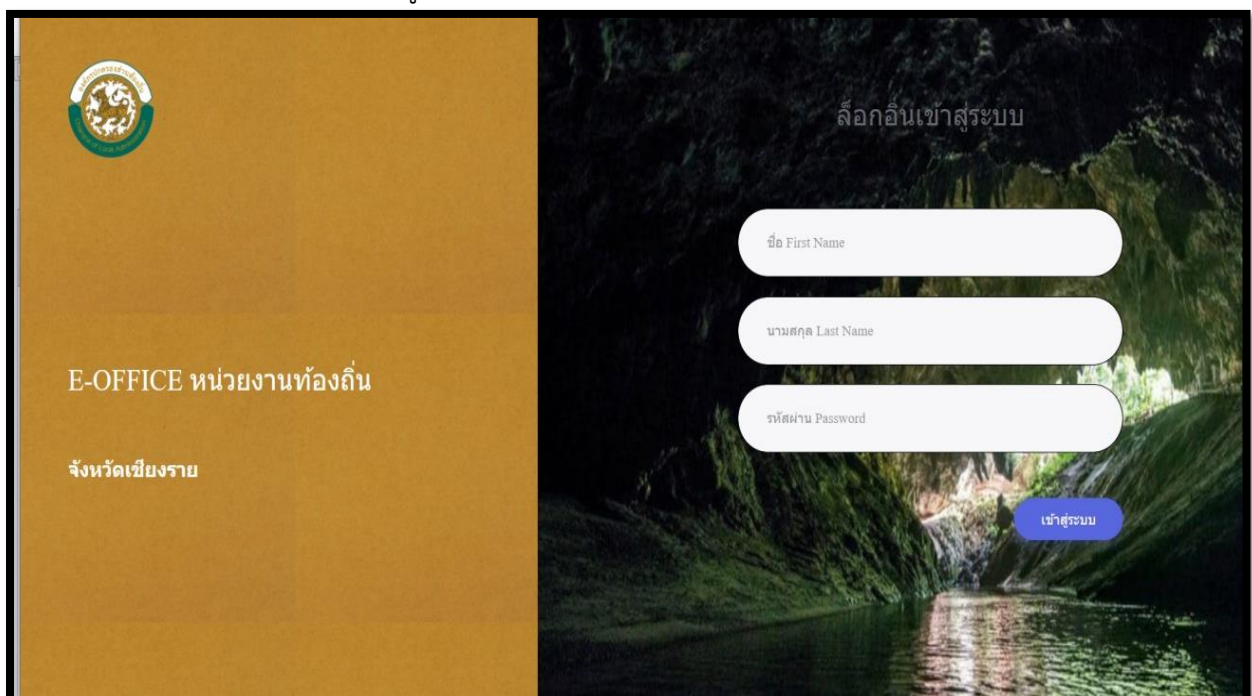 E-OFFICE หน่วยงานท้องถิ่น
จังหวัดเชียงราย
ล็อกอินเข้าสู่ระบบ
ชื่อ First Name
นามสกุล Last Name
รหัสผ่าน Password
เข้าสู่ระบบ